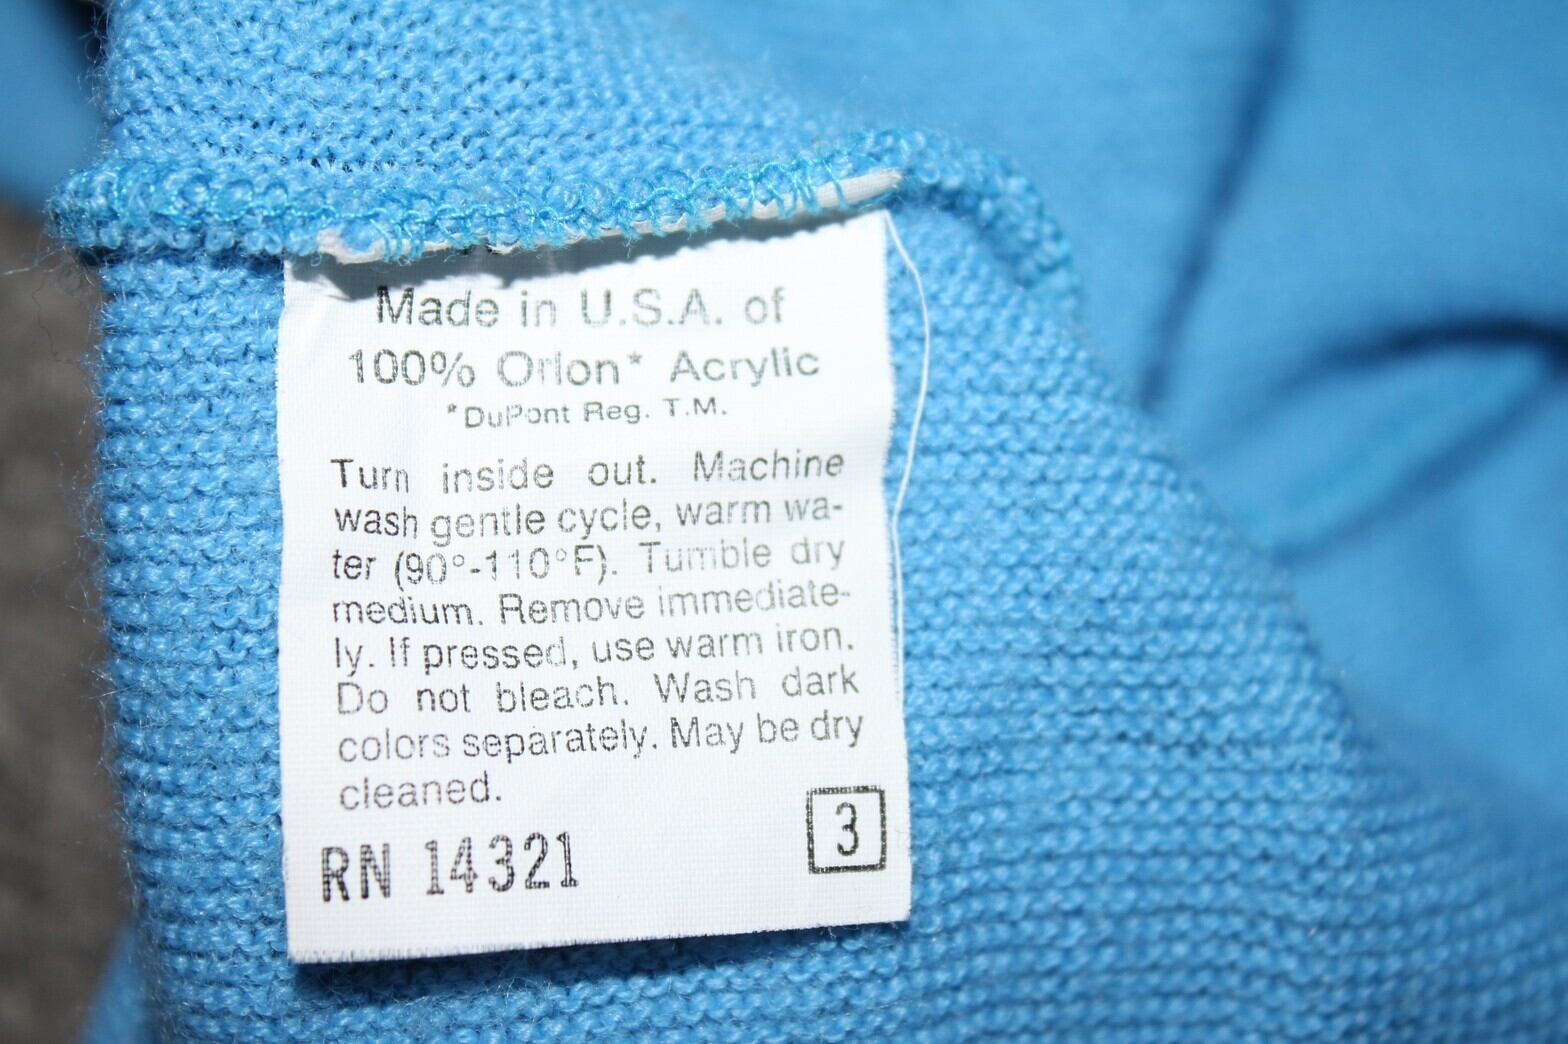 Made in U.S.A. of
100% Orlon* Acrylic
*DuPont Reg. T.M.
Turn inside out. Machine
wash gentle cycle, warm wa-
ter (90°-110°F). Tumble dry
medium. Remove immediate-
ly. If pressed, use warm iron.
Do not bleach. Wash dark
colors separately. May be dry
cleaned.
RN 14321
3